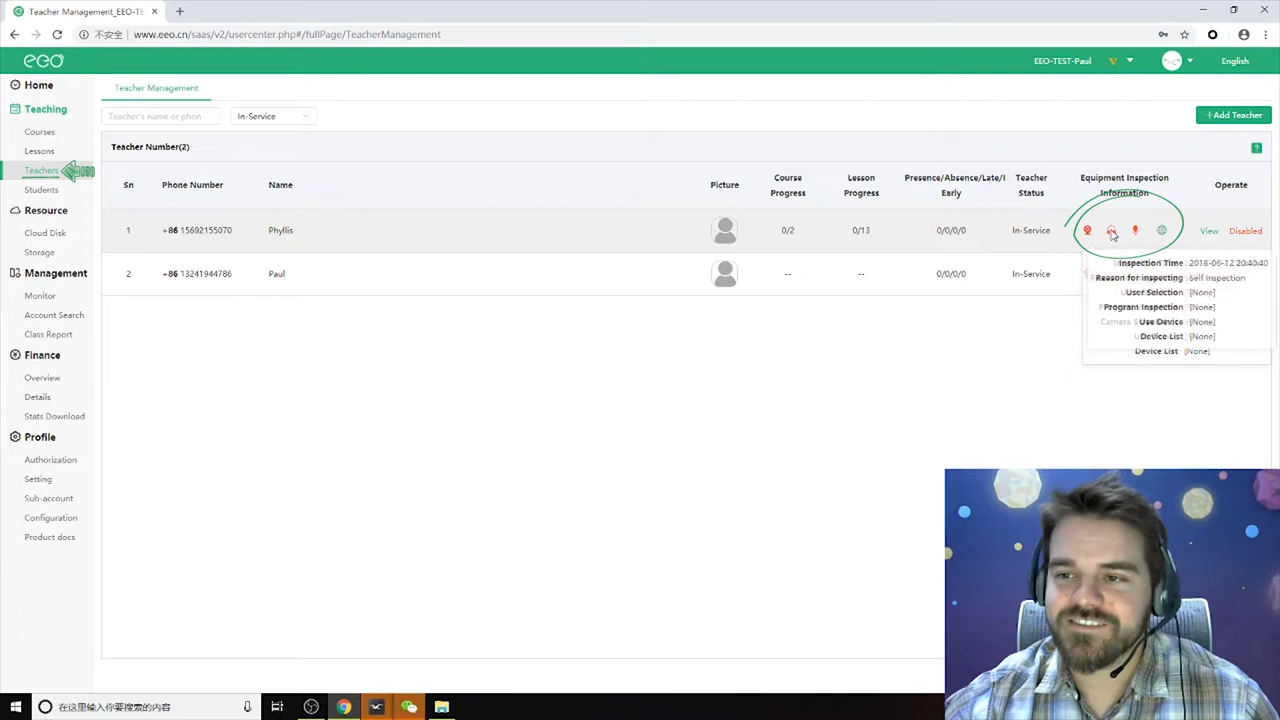 Teacher Management_EEO-TE
不安全
www.eeo.cn/saas/v2/usercenter.php#/fullPage/TeacherManagement
eeo
EEO-TEST-Paul
English
Home
Teaching
Courses
Lessons
Teachers
Students
Resource
Cloud Disk
Storage
Management
Monitor
Account Search
Class Report
Finance
Overview
Details
Stats Download
Profile
Authorization
Setting
Sub-account
Configuration
Product docs
Teacher Management
Teacher's name or phon
In-Service
+Add Teacher
Teacher Number(2)
?
Sn Phone Number Name Picture Course Progress Lesson Progress Presence/Absence/Late/I Early Teacher Status Equipment Inspection Information Operate
1 +86 15692155070 Phyllis 0/2 0/13 0/0/0/0 In-Service View Disabled
2 +86 13241944786 Paul -- -- 0/0/0/0 In-Service
Inspection Time 2018-06-12 20:40:40
Reason for inspecting Self Inspection
User Selection [None]
Program Inspection [None]
Use Device [None]
Device List [None]
Device List [None]
在这里输入你要搜索的内容